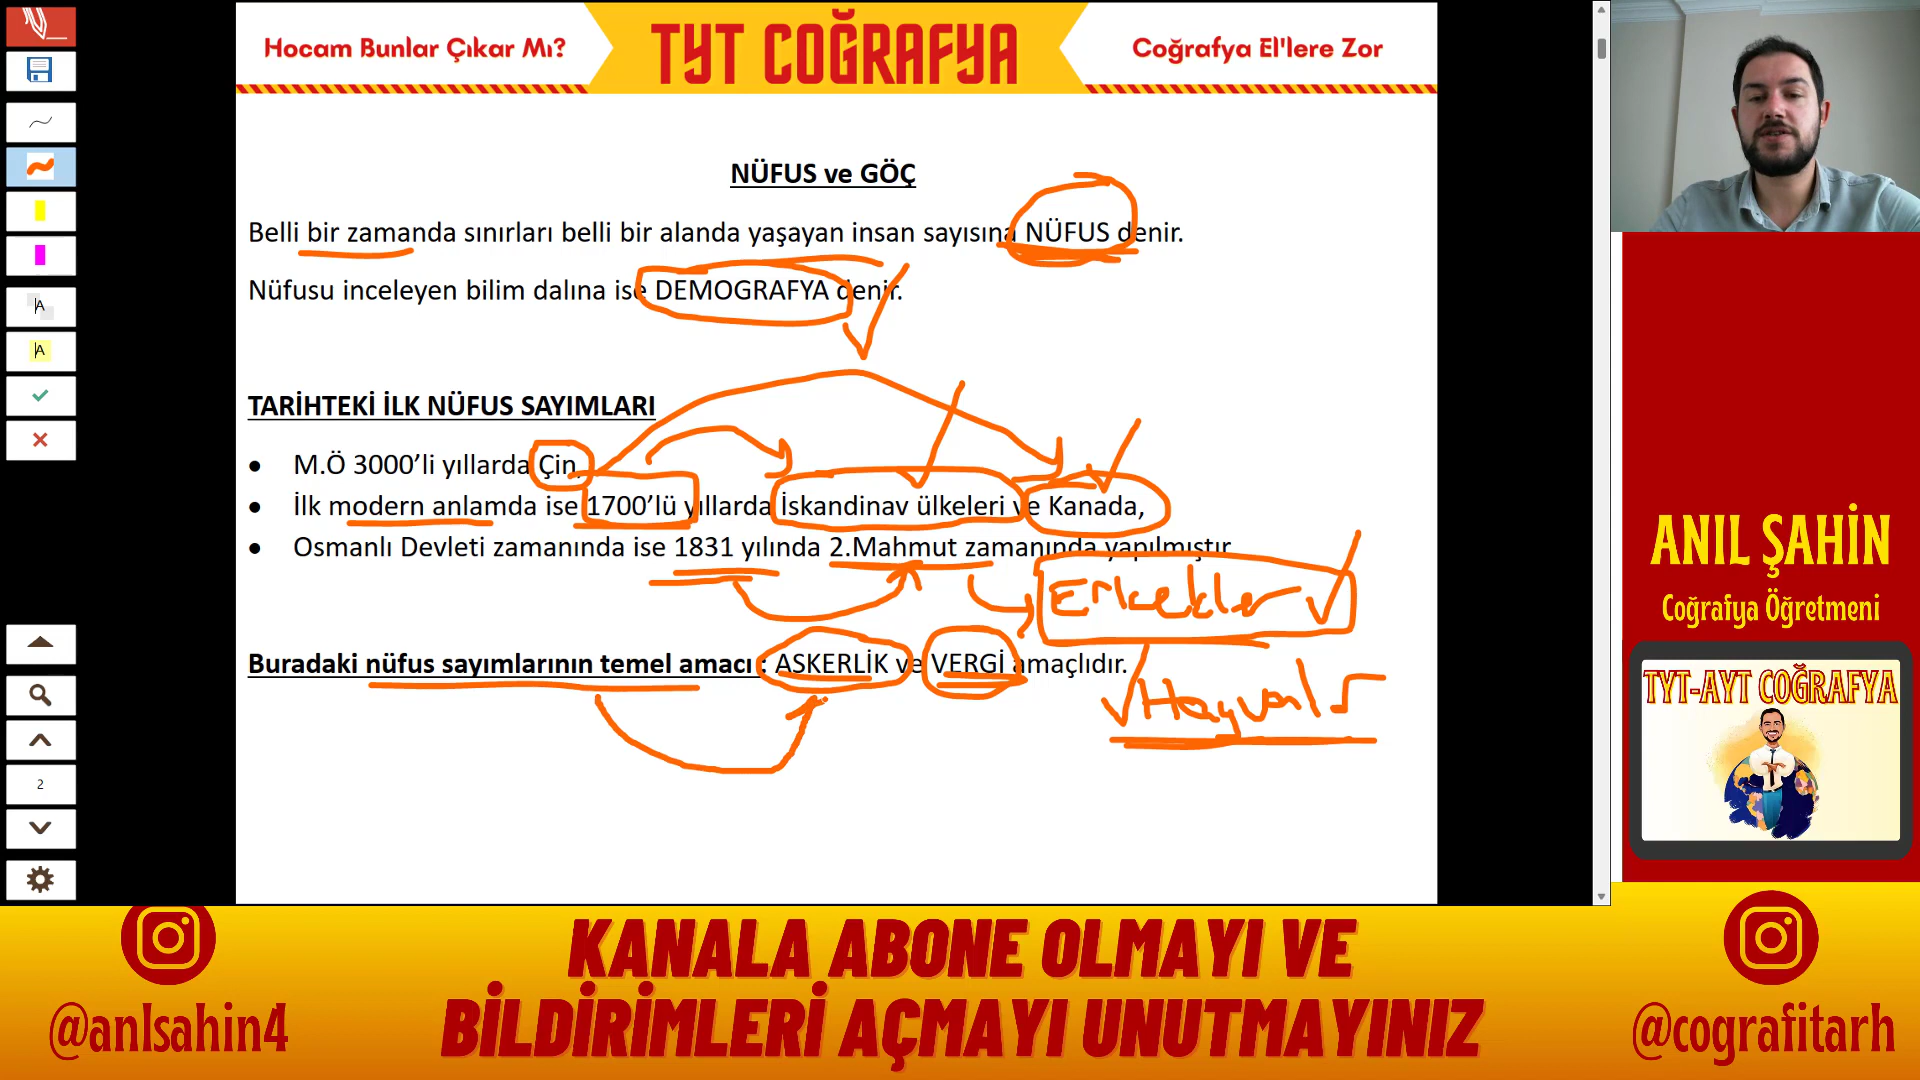 Hocam Bunlar Çıkar Mı?
TYT COĞRAFYA
Coğrafya El'lere Zor
NÜFUS ve GÖÇ
Belli bir zamanda sınırları belli bir alanda yaşayan insan sayısına NÜFUS denir.
Nüfusu inceleyen bilim dalına ise DEMOGRAFYA denir.
TARİHTEKİ İLK NÜFUS SAYIMLARI
● M.Ö 3000’li yıllarda Çin,
● İlk modern anlamda ise 1700’lü yıllarda İskandinav ülkeleri ve Kanada,
● Osmanlı Devleti zamanında ise 1831 yılında 2.Mahmut zamanında yapılmıştır.
Erkekler
Buradaki nüfus sayımlarının temel amacı : ASKERLİK ve VERGİ amaçlıdır.
A
A
2
ANIL ŞAHİN
Coğrafya Öğretmeni
TYT-AYT COĞRAFYA
KANALA ABONE OLMAYI VE
BİLDİRİMLERİ AÇMAYI UNUTMAYINIZ
@anlsahin4
@cografitarh